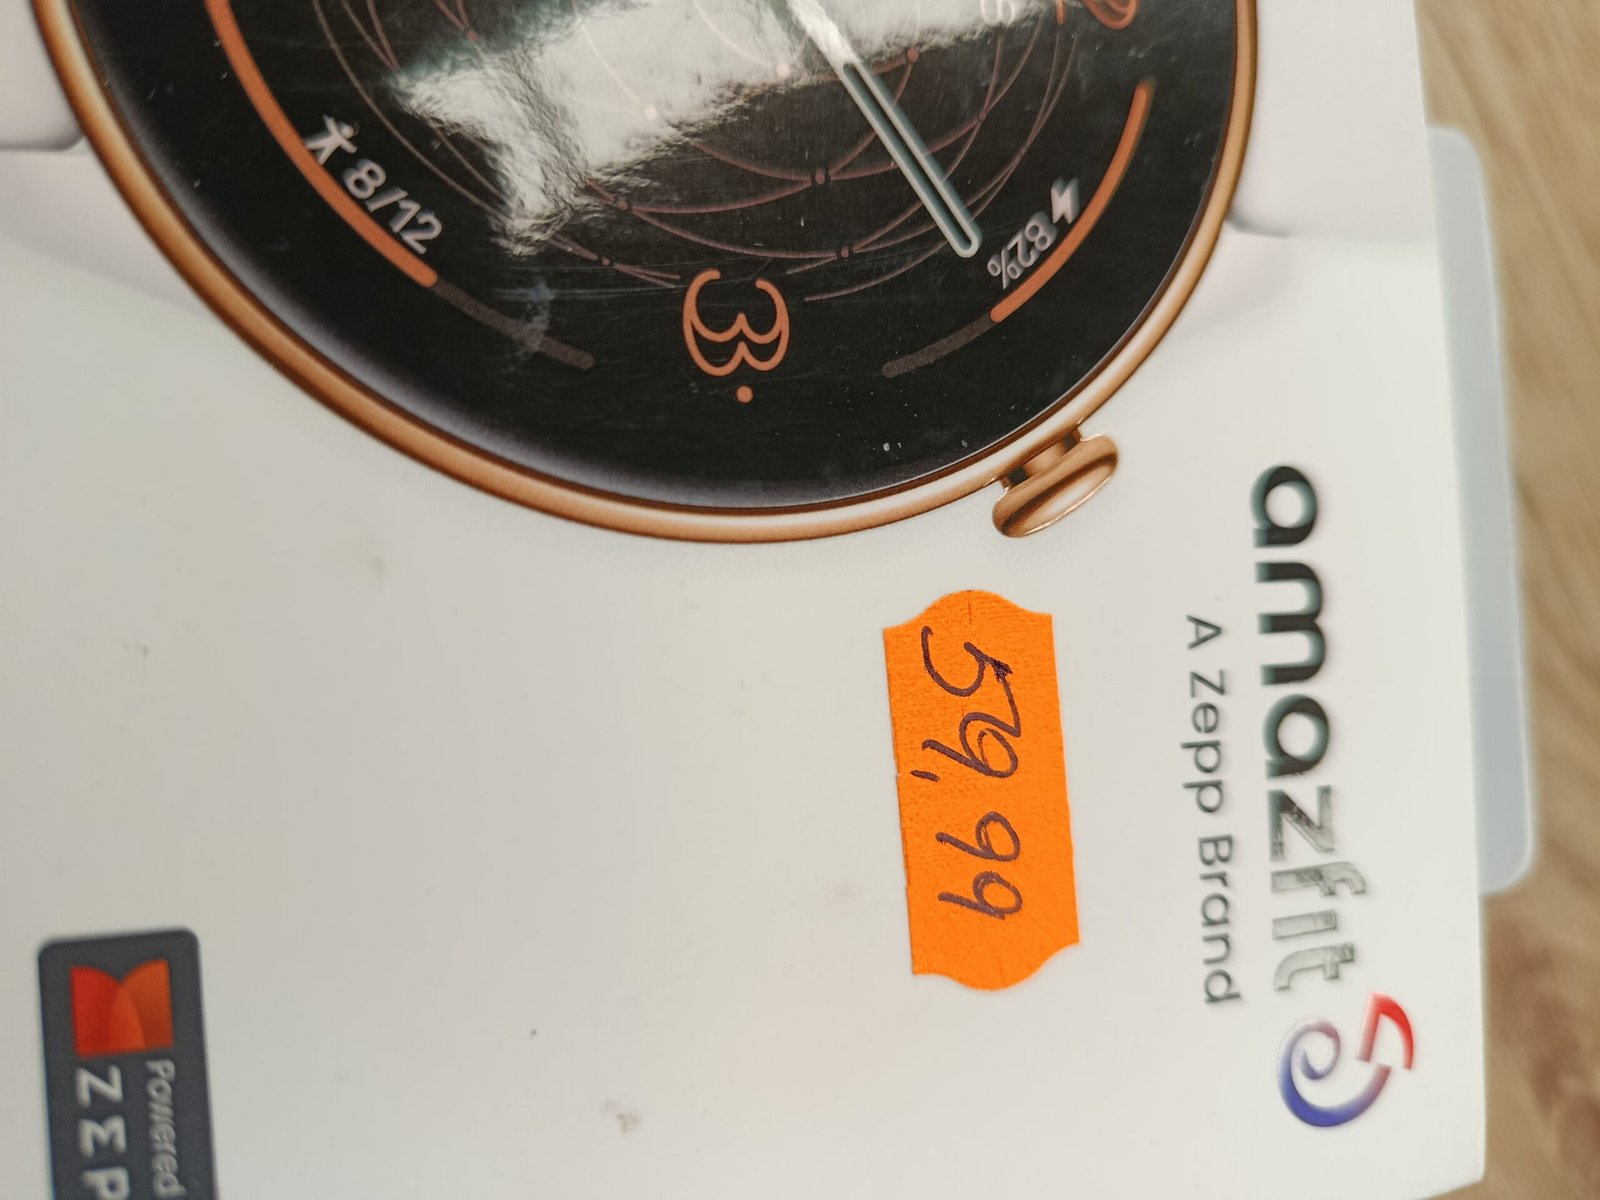 amazfit
A Zepp Brand
59,99
82%
3
8/12
Powered
ZEP